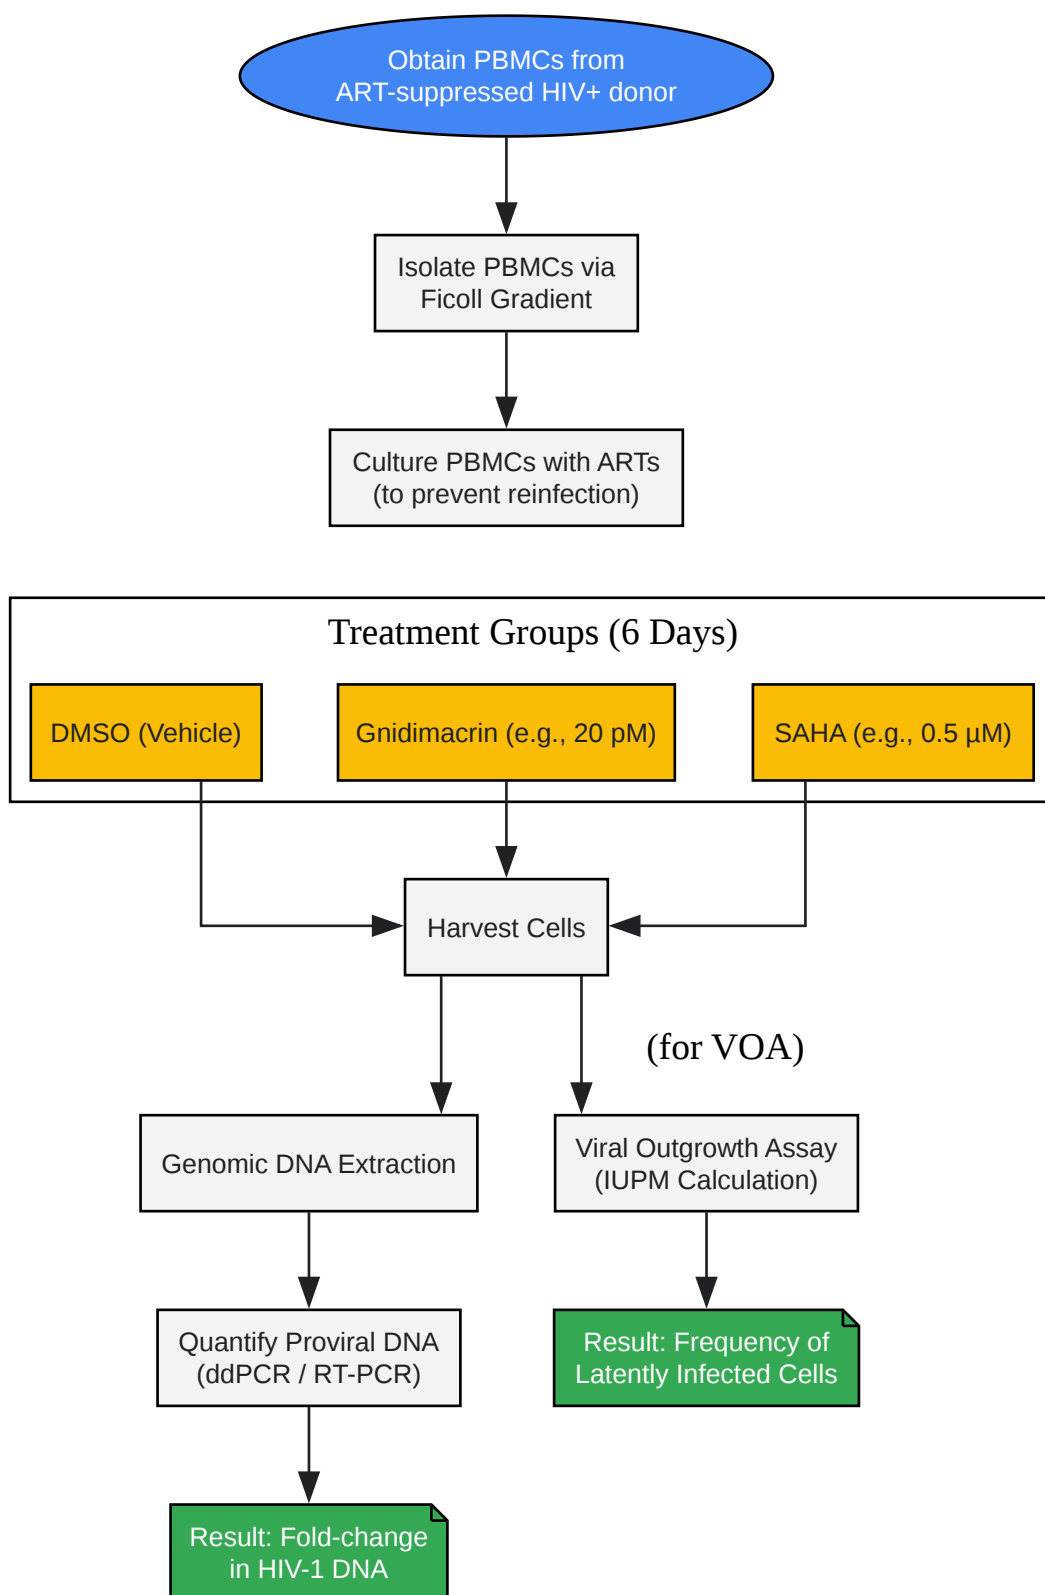 Obtain PBMCs from
ART-suppressed HIV+ donor
Isolate PBMCs via
Ficoll Gradient
Culture PBMCs with ARTs
(to prevent reinfection)
Treatment Groups (6 Days)
DMSO (Vehicle)
Gnidimacrin (e.g., 20 pM)
SAHA (e.g., 0.5 µM)
Harvest Cells
(for VOA)
Genomic DNA Extraction
Viral Outgrowth Assay
(IUPM Calculation)
Quantify Proviral DNA
(ddPCR / RT-PCR)
Result: Frequency of
Latently Infected Cells
Result: Fold-change
in HIV-1 DNA